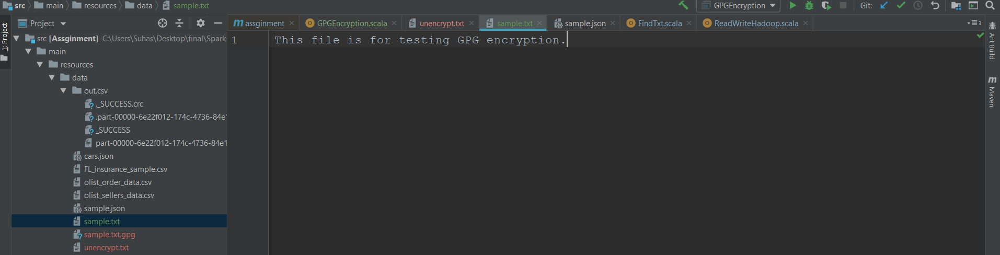 src main resources data sample.txt GPGEncryption Git:
1: Project
Project
assginment GPGEncryption.scala unencrypt.txt sample.txt sample.json FindTxt.scala ReadWriteHadoop.scala 3
src [Assginment] C:\Users\Suhas\Desktop\final\Spark
main
resources
data
out.csv
._SUCCESS.crc
.part-00000-6e22f012-174c-4736-84e1
_SUCCESS
part-00000-6e22f012-174c-4736-84e1
cars.json
FL_insurance_sample.csv
olist_order_data.csv
olist_sellers_data.csv
sample.json
sample.txt
sample.txt.gpg
unencrypt.txt
1 This file is for testing GPG encryption.
Ant Build
Maven